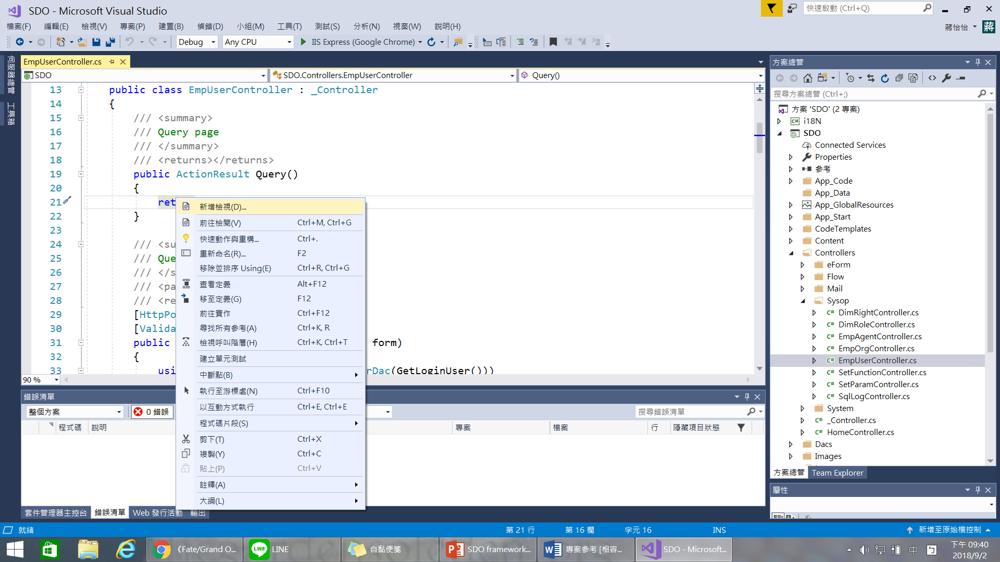 SDO - Microsoft Visual Studio
快速啟動 (Ctrl+Q)
檔案(F) 編輯(E) 檢視(V) 專案(P) 建置(B) 偵錯(D) 小組(M) 工具(T) 測試(S) 分析(N) 視窗(W) 說明(H)
蔣怡怡 蔣
Debug Any CPU IIS Express (Google Chrome)
伺服器總管
工具箱
EmpUserController.cs
SDO SDO.Controllers.EmpUserController Query()
13 public class EmpUserController : _Controller
14 {
15 /// <summary>
16 /// Query page
17 /// </summary>
18 /// <returns></returns>
19 public ActionResult Query()
20 {
21 ret
22 }
23
24 /// <su
25 /// Que
26 /// </s
27 /// <pa
28 /// <re
29 [HttpPo
30 [Valida
31 public form)
32 {
33 usi rDac(GetLoginUser()))
90 %
新增檢視(D)...
前往檢閱(V) Ctrl+M, Ctrl+G
快速動作與重構... Ctrl+.
重新命名(R)... F2
移除並排序 Using(E) Ctrl+R, Ctrl+G
查看定義 Alt+F12
移至定義(G) F12
前往實作 Ctrl+F12
尋找所有參考(A) Ctrl+K, R
檢視呼叫階層(H) Ctrl+K, Ctrl+T
建立單元測試
中斷點(B)
執行至游標處(N) Ctrl+F10
以互動方式執行 Ctrl+E, Ctrl+E
程式碼片段(S)
剪下(T) Ctrl+X
複製(Y) Ctrl+C
貼上(P) Ctrl+V
註釋(A)
大綱(L)
錯誤清單
整個方案 0 錯誤 搜尋錯誤清單
程式碼 說明 專案 檔案 行 隱藏項目狀態
套件管理器主控台 錯誤清單 Web 發行活動 輸出
方案總管
搜尋方案總管 (Ctrl+;)
方案 'SDO' (2 專案)
i18N
SDO
Connected Services
Properties
參考
App_Code
App_Data
App_GlobalResources
App_Start
CodeTemplates
Content
Controllers
eForm
Flow
Mail
Sysop
C# DimRightController.cs
C# DimRoleController.cs
C# EmpAgentController.cs
C# EmpOrgController.cs
C# EmpUserController.cs
C# SetFunctionController.cs
C# SetParamController.cs
C# SqlLogController.cs
System
C# _Controller.cs
C# HomeController.cs
Dacs
Images
方案總管 Team Explorer
屬性
就緒 第 21 行 第 16 欄 字元 16 INS 新增至原始檔控制
《Fate/Grand O... LINE LINE 自黏便箋 SDO framework... 專案參考 [相容... SDO - Microsoft...
中 ㄅ
下午 09:40
2018/9/2